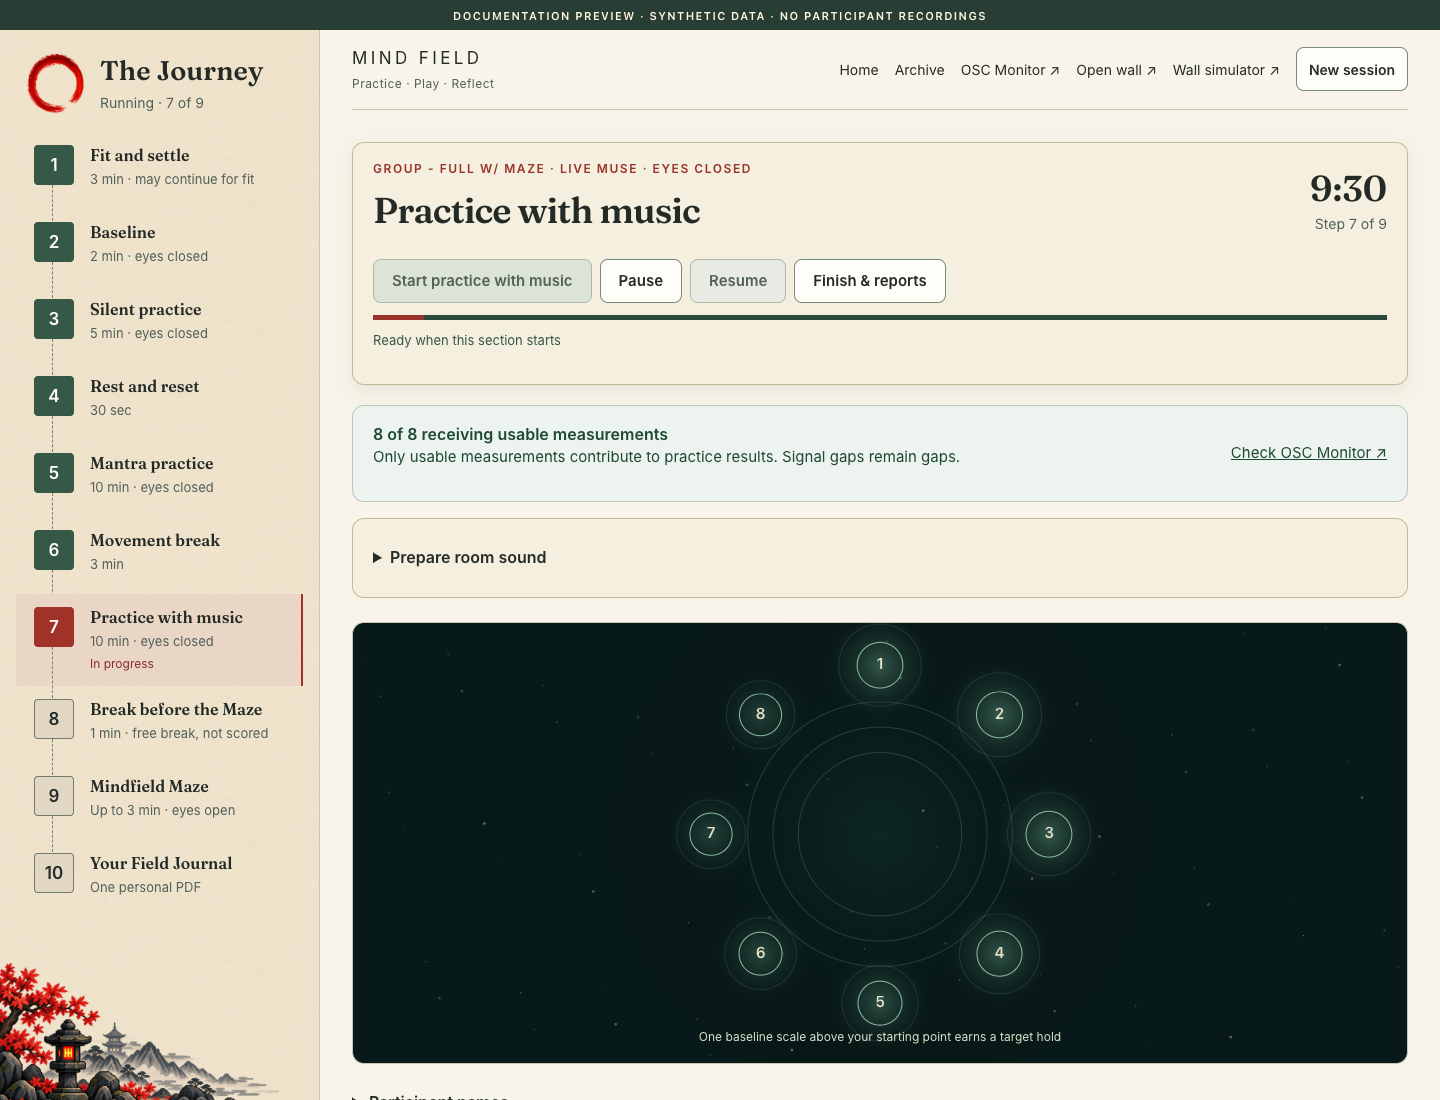 DOCUMENTATION PREVIEW · SYNTHETIC DATA · NO PARTICIPANT RECORDINGS
The Journey
Running · 7 of 9
1
Fit and settle
3 min · may continue for fit
2
Baseline
2 min · eyes closed
3
Silent practice
5 min · eyes closed
4
Rest and reset
30 sec
5
Mantra practice
10 min · eyes closed
6
Movement break
3 min
7
Practice with music
10 min · eyes closed
In progress
8
Break before the Maze
1 min · free break, not scored
9
Mindfield Maze
Up to 3 min · eyes open
10
Your Field Journal
One personal PDF
MIND FIELD
Practice · Play · Reflect
Home Archive OSC Monitor ↗ Open wall ↗ Wall simulator ↗ New session
GROUP - FULL W/ MAZE · LIVE MUSE · EYES CLOSED
Practice with music
9:30
Step 7 of 9
Start practice with music Pause Resume Finish & reports
Ready when this section starts
8 of 8 receiving usable measurements
Only usable measurements contribute to practice results. Signal gaps remain gaps.
Check OSC Monitor ↗
Prepare room sound
1
8 2
7 3
6 4
5
One baseline scale above your starting point earns a target hold
Participant names